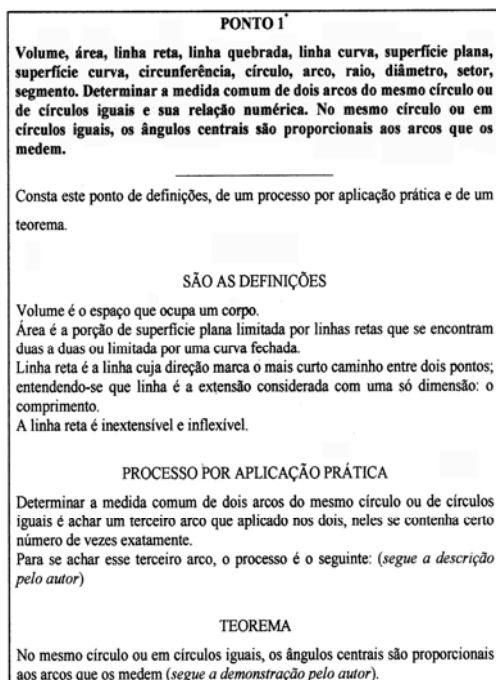 PONTO 1*
Volume, área, linha reta, linha quebrada, linha curva, superfície plana,
superfície curva, circunferência, círculo, arco, raio, diâmetro, setor,
segmento. Determinar a medida comum de dois arcos do mesmo círculo ou
de círculos iguais e sua relação numérica. No mesmo círculo ou em
círculos iguais, os ângulos centrais são proporcionais aos arcos que os
medem.
Consta este ponto de definições, de um processo por aplicação prática e de um
teorema.
SÃO AS DEFINIÇÕES
Volume é o espaço que ocupa um corpo.
Área é a porção de superfície plana limitada por linhas retas que se encontram
duas a duas ou limitada por uma curva fechada.
Linha reta é a linha cuja direção marca o mais curto caminho entre dois pontos;
entendendo-se que linha é a extensão considerada com uma só dimensão: o
comprimento.
A linha reta é inextensível e inflexível.
PROCESSO POR APLICAÇÃO PRÁTICA
Determinar a medida comum de dois arcos do mesmo círculo ou de círculos
iguais é achar um terceiro arco que aplicado nos dois, neles se contenha certo
número de vezes exatamente.
Para se achar esse terceiro arco, o processo é o seguinte: (segue a descrição
pelo autor)
TEOREMA
No mesmo círculo ou em círculos iguais, os ângulos centrais são proporcionais
aos arcos que os medem (segue a demonstração pelo autor).